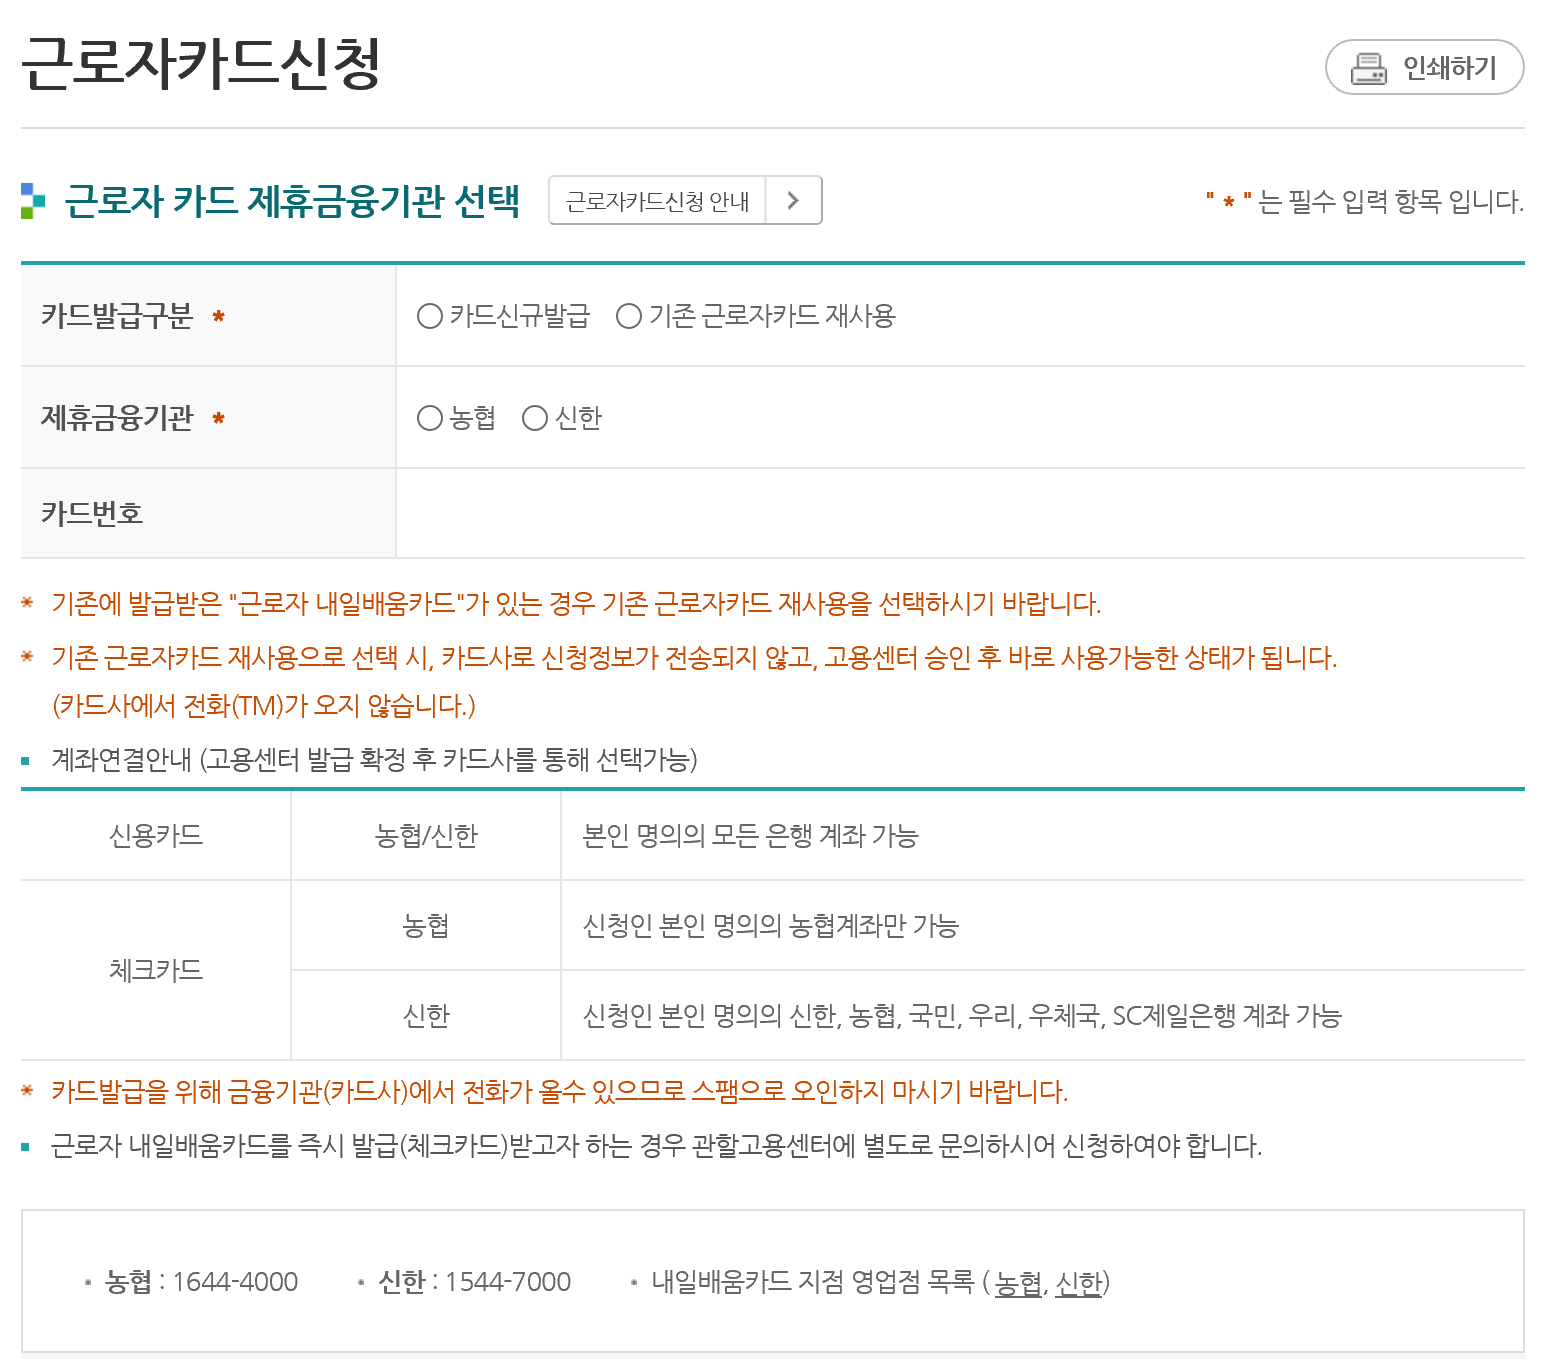 근로자카드신청
인쇄하기
근로자 카드 제휴금융기관 선택
근로자카드신청 안내
" * " 는 필수 입력 항목 입니다.
카드발급구분 *
카드신규발급 기존 근로자카드 재사용
제휴금융기관 *
농협 신한
카드번호
기존에 발급받은 "근로자 내일배움카드"가 있는 경우 기존 근로자카드 재사용을 선택하시기 바랍니다.
기존 근로자카드 재사용으로 선택 시, 카드사로 신청정보가 전송되지 않고, 고용센터 승인 후 바로 사용가능한 상태가 됩니다.
(카드사에서 전화(TM)가 오지 않습니다.)
계좌연결안내 (고용센터 발급 확정 후 카드사를 통해 선택가능)
신용카드 농협/신한 본인 명의의 모든 은행 계좌 가능
체크카드
농협 신청인 본인 명의의 농협계좌만 가능
신한 신청인 본인 명의의 신한, 농협, 국민, 우리, 우체국, SC제일은행 계좌 가능
카드발급을 위해 금융기관(카드사)에서 전화가 올수 있으므로 스팸으로 오인하지 마시기 바랍니다.
근로자 내일배움카드를 즉시 발급(체크카드)받고자 하는 경우 관할고용센터에 별도로 문의하시어 신청하여야 합니다.
농협 : 1644-4000 신한 : 1544-7000 내일배움카드 지점 영업점 목록 ( 농협, 신한)